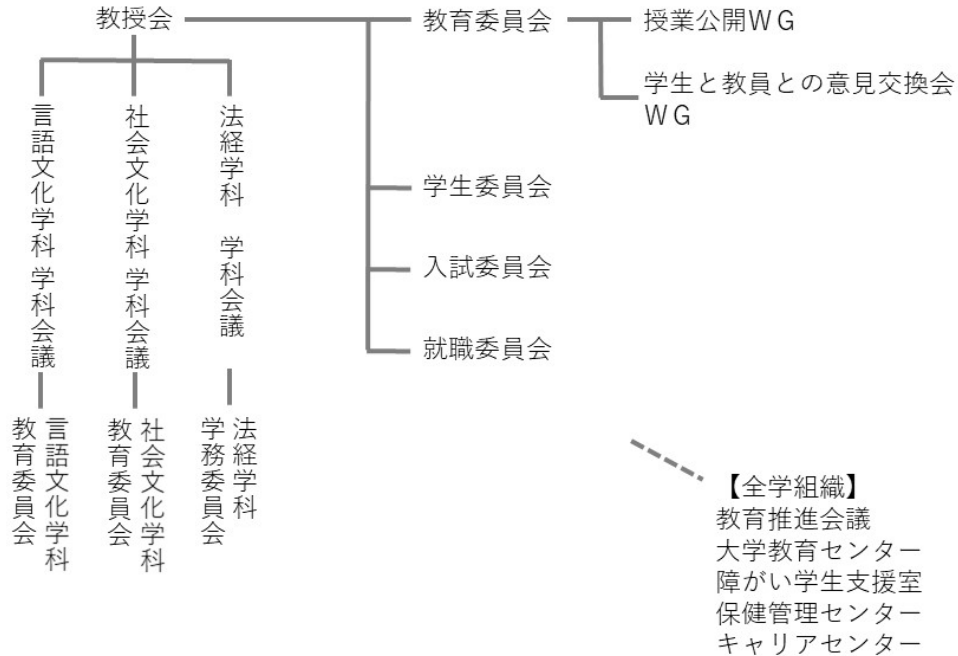 教授会
教育委員会
授業公開ＷＧ
学生と教員との意見交換会
ＷＧ
学生委員会
入試委員会
就職委員会
言語文化学科 学科会議
社会文化学科 学科会議
法経学科　学科会議
言語文化学科
教育委員会
社会文化学科
教育委員会
法経学科
学務委員会
【全学組織】
教育推進会議
大学教育センター
障がい学生支援室
保健管理センター
キャリアセンター